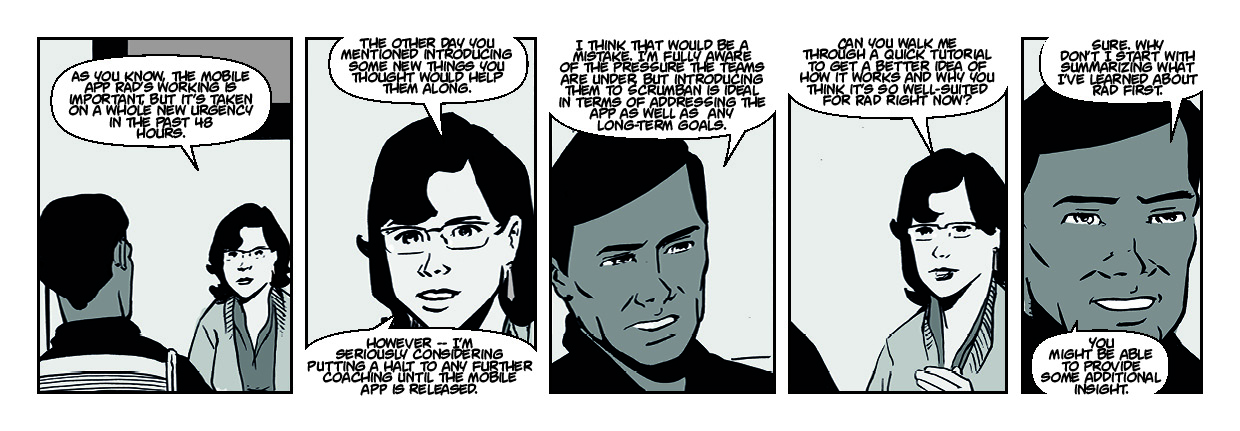 AS YOU KNOW, THE MOBILE
APP RAD'S WORKING IS
IMPORTANT, BUT IT'S TAKEN
ON A WHOLE NEW URGENCY
IN THE PAST 48
HOURS.
THE OTHER DAY YOU
MENTIONED INTRODUCING
SOME NEW THINGS YOU
THOUGHT WOULD HELP
THEM ALONG.
HOWEVER -- I'M
SERIOUSLY CONSIDERING
PUTTING A HALT TO ANY FURTHER
COACHING UNTIL THE MOBILE
APP IS RELEASED.
I THINK THAT WOULD BE A
MISTAKE. I'M FULLY AWARE
OF THE PRESSURE THE TEAMS
ARE UNDER, BUT INTRODUCING
THEM TO SCRUMBAN IS IDEAL
IN TERMS OF ADDRESSING THE
APP AS WELL AS ANY
LONG-TERM GOALS.
CAN YOU WALK ME
THROUGH A QUICK TUTORIAL
TO GET A BETTER IDEA OF
HOW IT WORKS AND WHY YOU
THINK IT'S SO WELL-SUITED
FOR RAD RIGHT NOW?
SURE, WHY
DON'T I START WITH
SUMMARIZING WHAT
I'VE LEARNED ABOUT
RAD FIRST.
YOU
MIGHT BE ABLE
TO PROVIDE
SOME ADDITIONAL
INSIGHT.